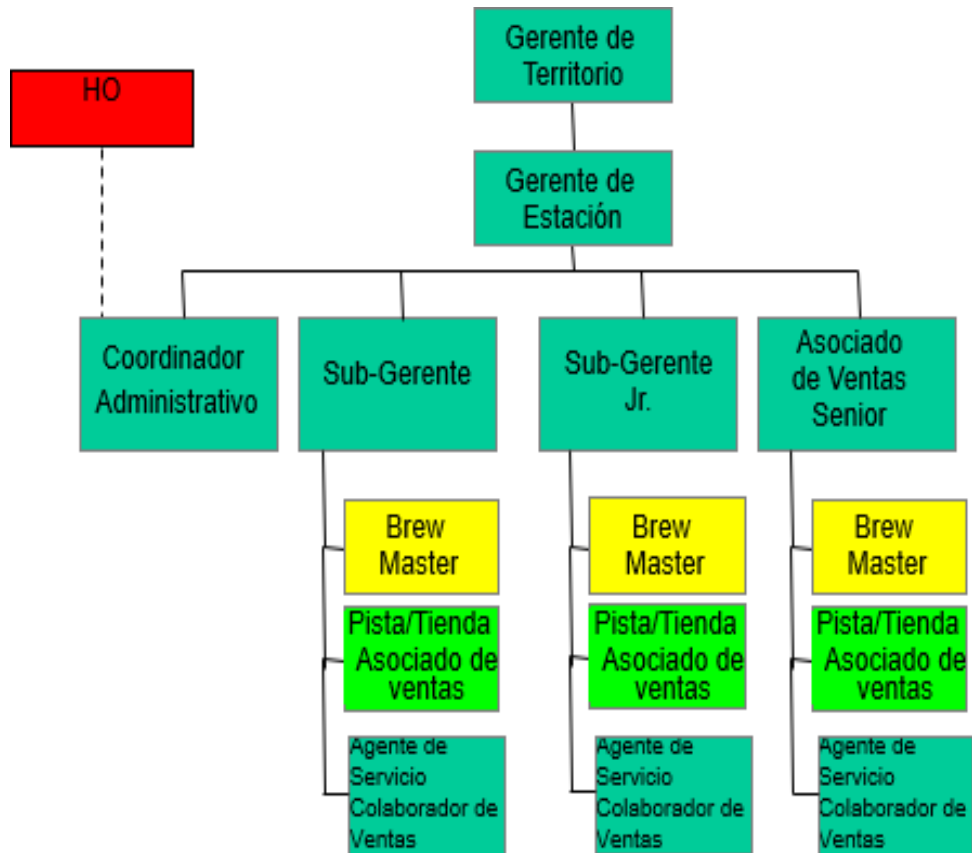 Gerente de
Territorio
HO
Gerente de
Estación
Coordinador
Administrativo
Sub-Gerente
Sub-Gerente
Jr.
Asociado
de Ventas
Senior
Brew
Master
Brew
Master
Brew
Master
Pista/Tienda
Asociado de
ventas
Pista/Tienda
Asociado de
ventas
Pista/Tienda
Asociado de
ventas
Agente de
Servicio
Colaborador de
Ventas
Agente de
Servicio
Colaborador de
Ventas
Agente de
Servicio
Colaborador de
Ventas